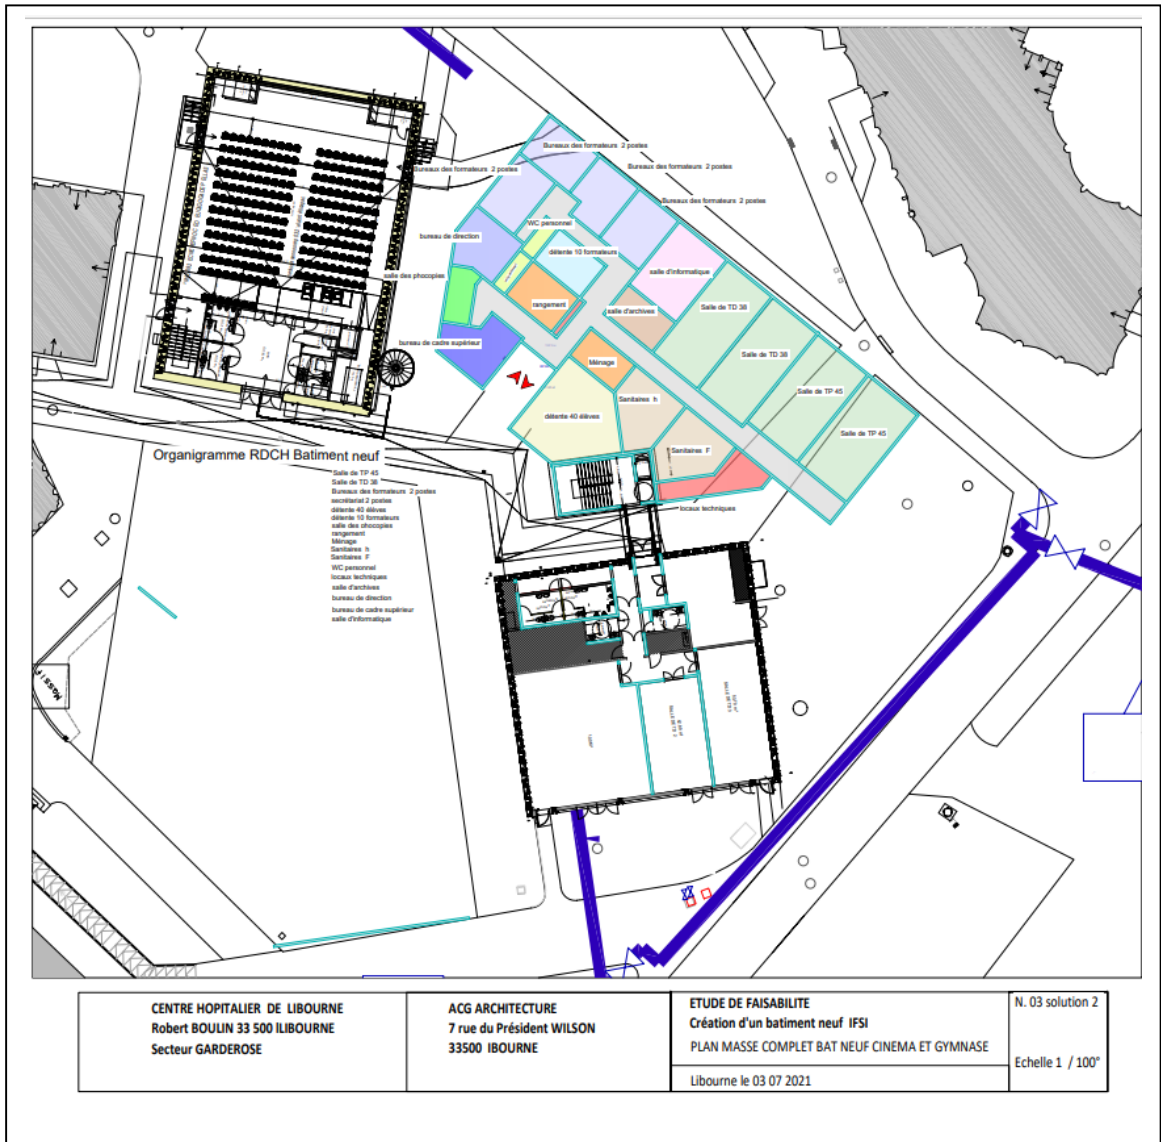 Bureaux des formateurs 2 postes
Bureaux des formateurs 2 postes
Bureaux des formateurs 2 postes
Bureaux des formateurs 2 postes
WC personnel
bureau de direction
détente 10 formateurs
salle d'informatique
salle des phocopies
rangement
salle d'archives
Salle de TD 38
bureau de cadre supérieur
Ménage
Salle de TD 38
Sanitaires h
Salle de TP 45
détente 40 élèves
Salle de TP 45
Sanitaires F
locaux techniques
Organigramme RDCH Batiment neuf
Salle de TP 45
Salle de TD 38
Bureaux des formateurs 2 postes
secrétariat 2 postes
détente 40 élèves
détente 10 formateurs
salle des phocopies
rangement
Ménage
Sanitaires h
Sanitaires F
WC personnel
locaux techniques
salle d'archives
bureau de direction
bureau de cadre supérieur
salle d'informatique
CENTRE HOPITALIER DE LIBOURNE
Robert BOULIN 33 500 lLIBOURNE
Secteur GARDEROSE
ACG ARCHITECTURE
7 rue du Président WILSON
33500 IBOURNE
ETUDE DE FAISABILITE
Création d'un batiment neuf IFSI
PLAN MASSE COMPLET BAT NEUF CINEMA ET GYMNASE
Libourne le 03 07 2021
N. 03 solution 2
Echelle 1 / 100°